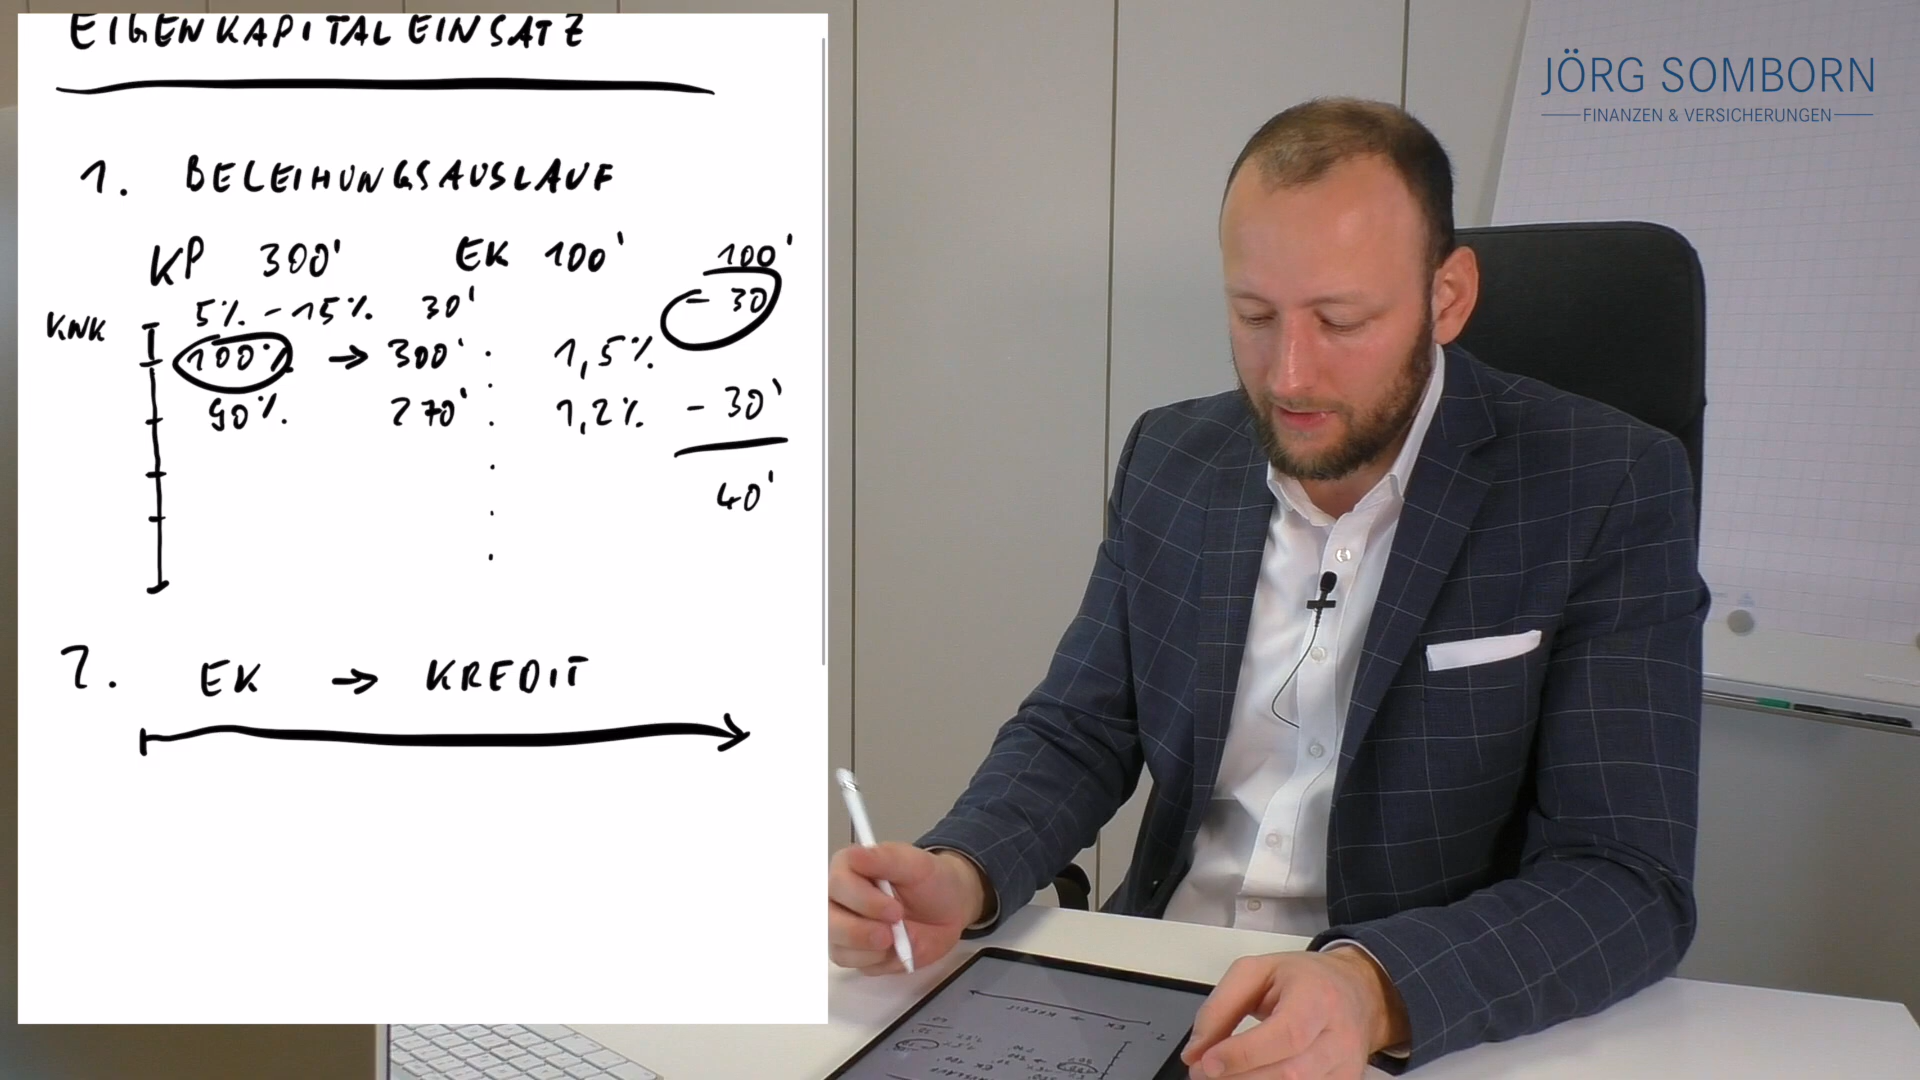 EIGENKAPITALEINSATZ
1. BELEIHUNGSAUSLAUF
KP 300' EK 100' 100'
5% - 15% 30' - 30
KNK
100% → 300' 1,5%
90% 270' 1,2% - 30'
40'
2. EK → KREDIT
JÖRG SOMBORN
FINANZEN & VERSICHERUNGEN